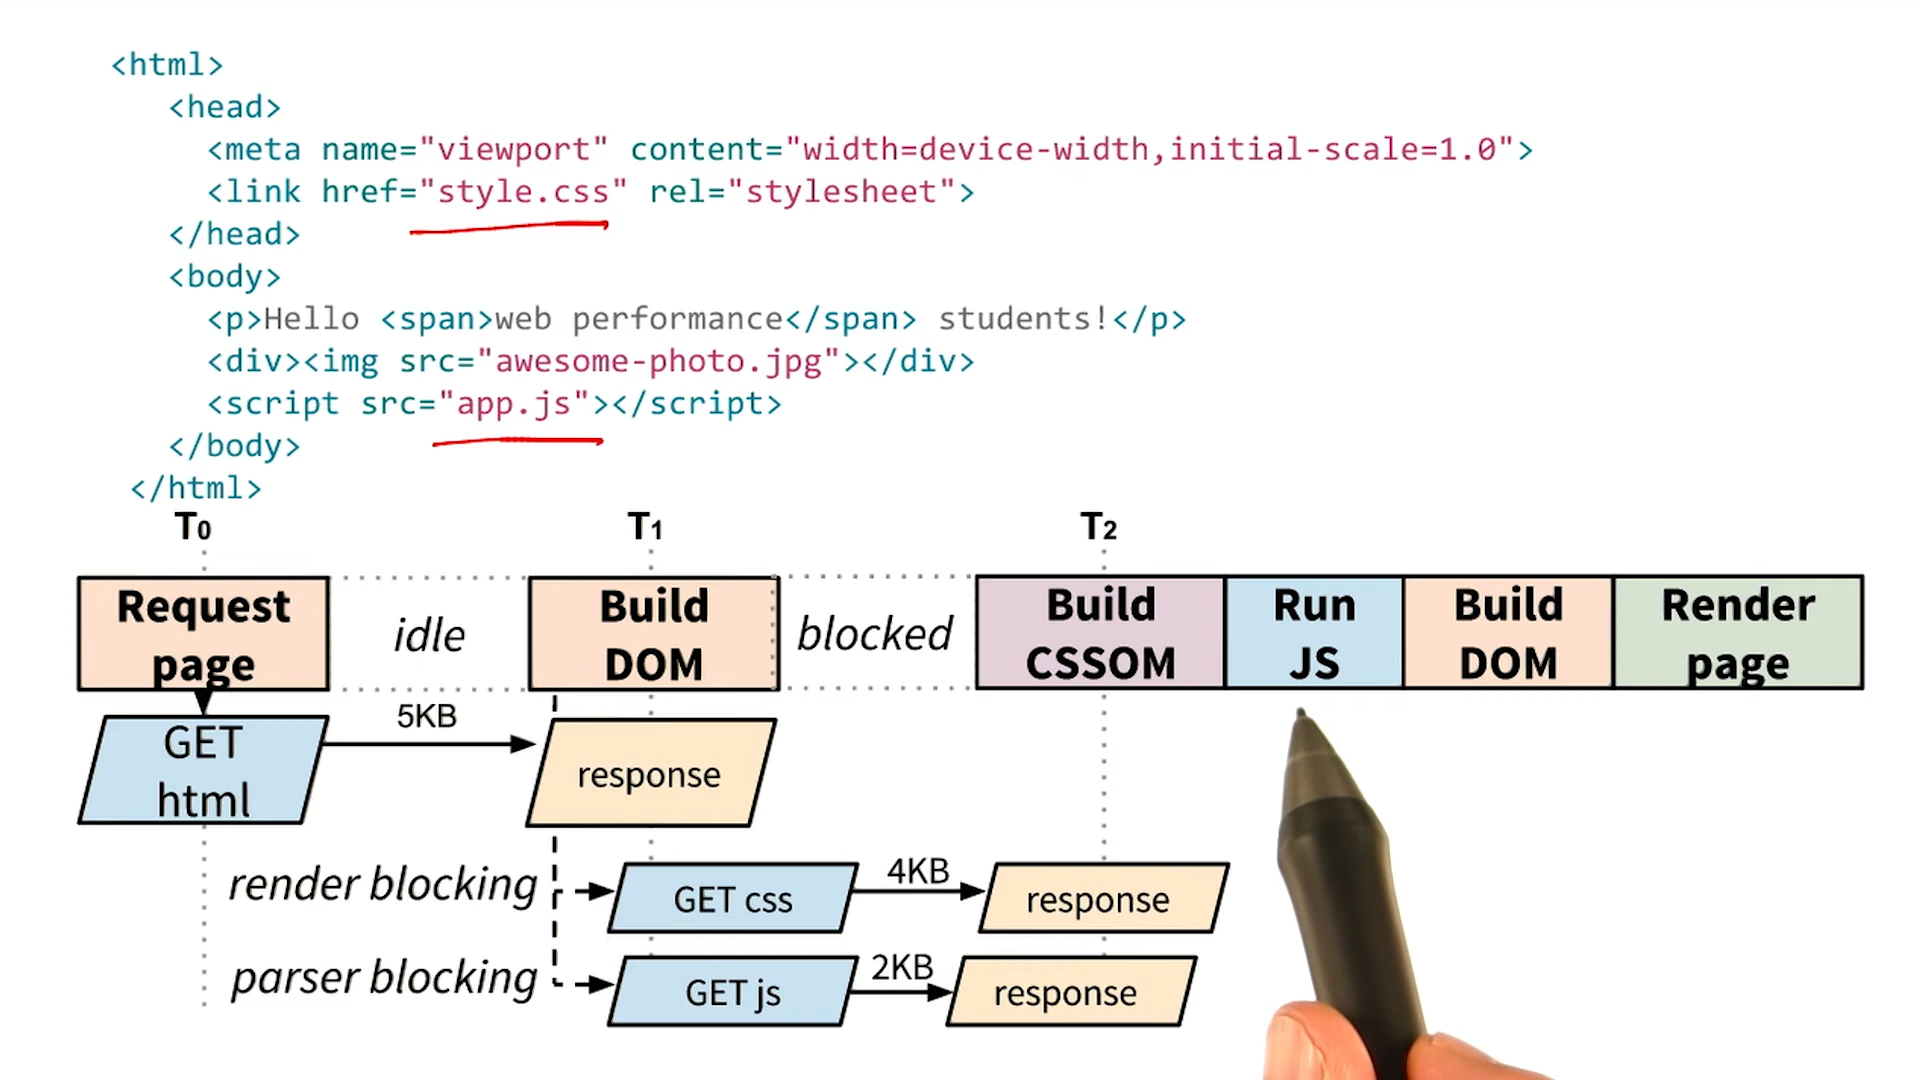 <html>
<head>
<meta name="viewport" content="width=device-width,initial-scale=1.0">
<link href="style.css" rel="stylesheet">
</head>
<body>
<p>Hello <span>web performance</span> students!</p>
<div><img src="awesome-photo.jpg"></div>
<script src="app.js"></script>
</body>
</html>
T0
T1
T2
Request
page
idle
Build
DOM
blocked
Build
CSSOM
Run
JS
Build
DOM
Render
page
GET
html
5KB
response
render blocking
GET css
4KB
response
parser blocking
GET js
2KB
response